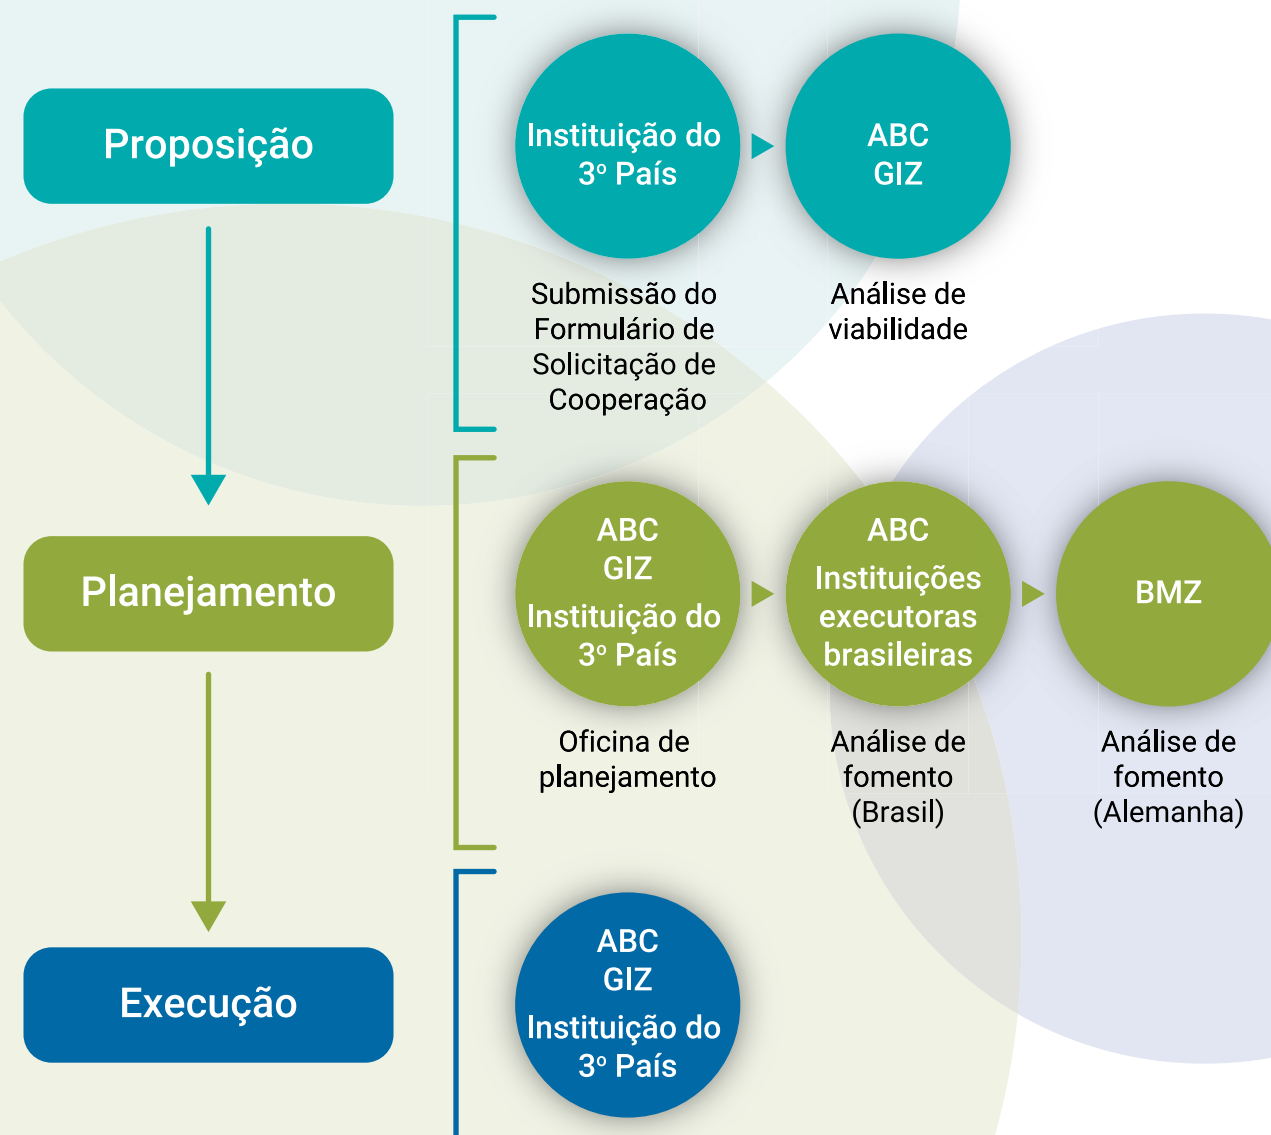 Proposição
Instituição do
3º País
ABC
GIZ
Submissão do
Formulário de
Solicitação de
Cooperação
Análise de
viabilidade
Planejamento
ABC
GIZ
Instituição do
3º País
ABC
Instituições
executoras
brasileiras
BMZ
Oficina de
planejamento
Análise de
fomento
(Brasil)
Análise de
fomento
(Alemanha)
Execução
ABC
GIZ
Instituição do
3º País